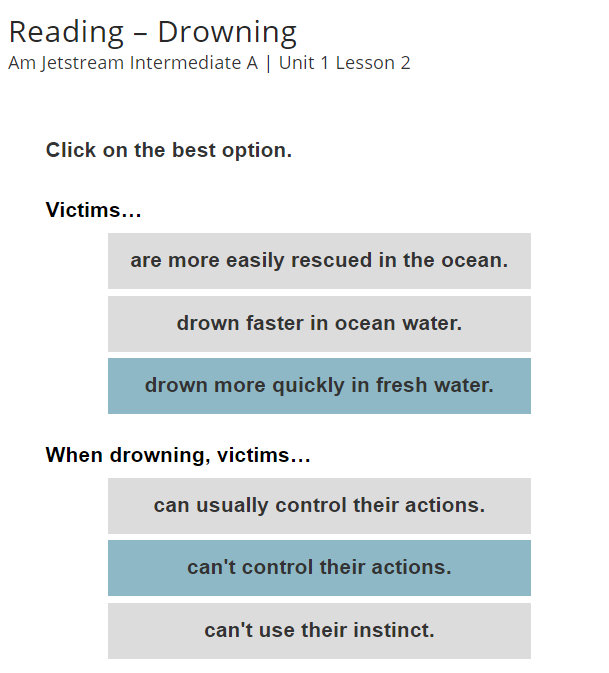 Reading – Drowning
Am Jetstream Intermediate A | Unit 1 Lesson 2
Click on the best option.
Victims...
are more easily rescued in the ocean.
drown faster in ocean water.
drown more quickly in fresh water.
When drowning, victims...
can usually control their actions.
can't control their actions.
can't use their instinct.